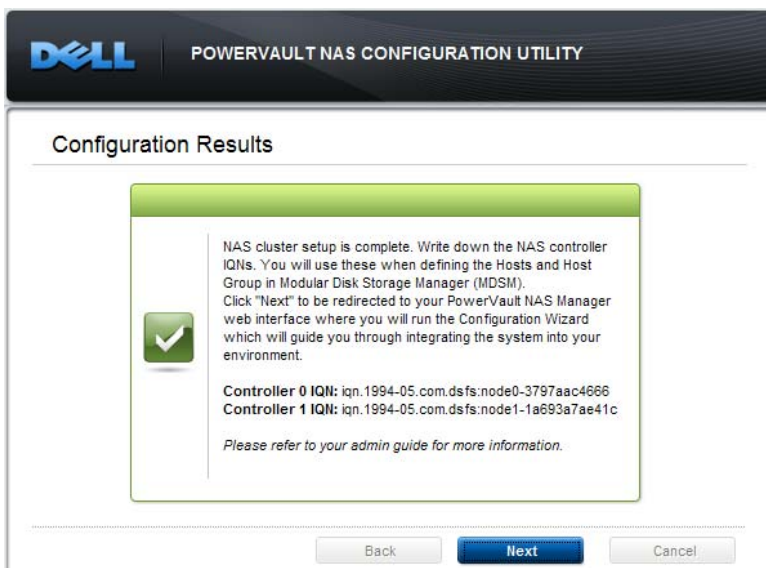 DELL
POWERVAULT NAS CONFIGURATION UTILITY
Configuration Results
NAS cluster setup is complete. Write down the NAS controller
IQNs. You will use these when defining the Hosts and Host
Group in Modular Disk Storage Manager (MDSM).
Click "Next" to be redirected to your PowerVault NAS Manager
web interface where you will run the Configuration Wizard
which will guide you through integrating the system into your
environment.
Controller 0 IQN: iqn.1994-05.com.dsfs:node0-3797aac4666
Controller 1 IQN: iqn.1994-05.com.dsfs:node1-1a693a7ae41c
Please refer to your admin guide for more information.
Back Next Cancel